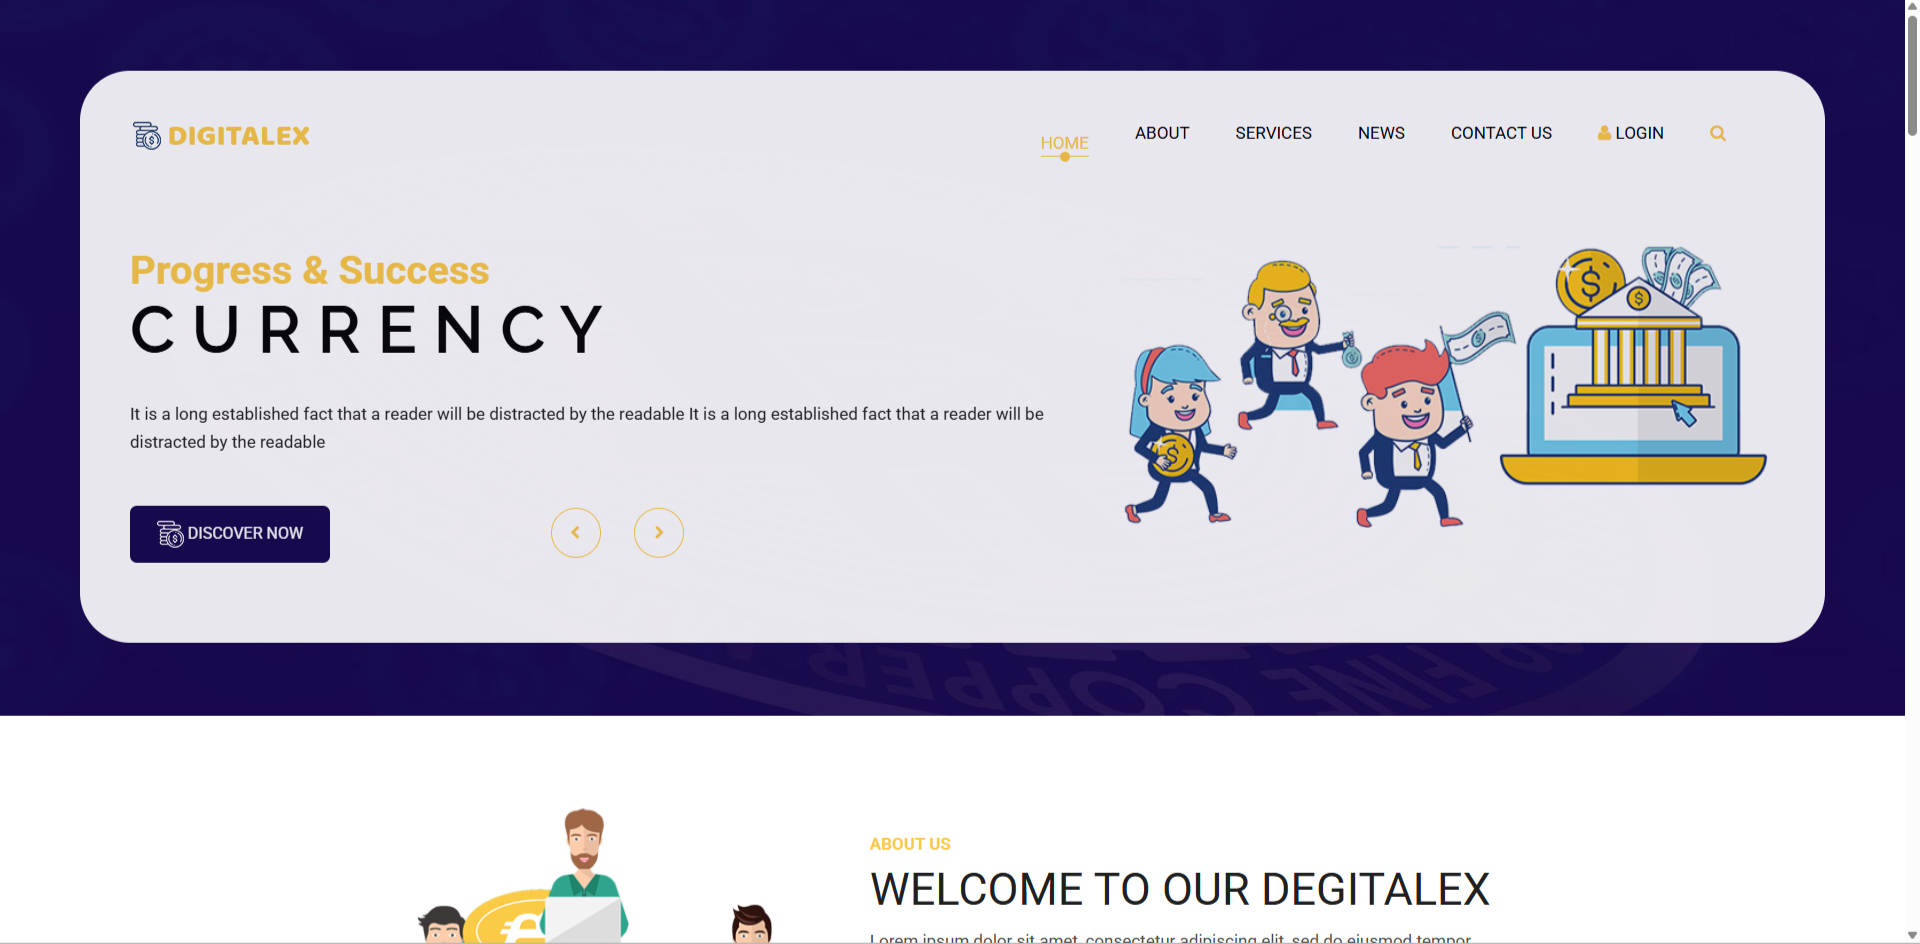 DIGITALEX
HOME
ABOUT
SERVICES
NEWS
CONTACT US
LOGIN
Progress & Success
CURRENCY
It is a long established fact that a reader will be distracted by the readable It is a long established fact that a reader will be
distracted by the readable
DISCOVER NOW
FINE COPPER
ABOUT US
WELCOME TO OUR DEGITALEX
Lorem ipsum dolor sit amet, consectetur adipiscing elit, sed do eiusmod tempor